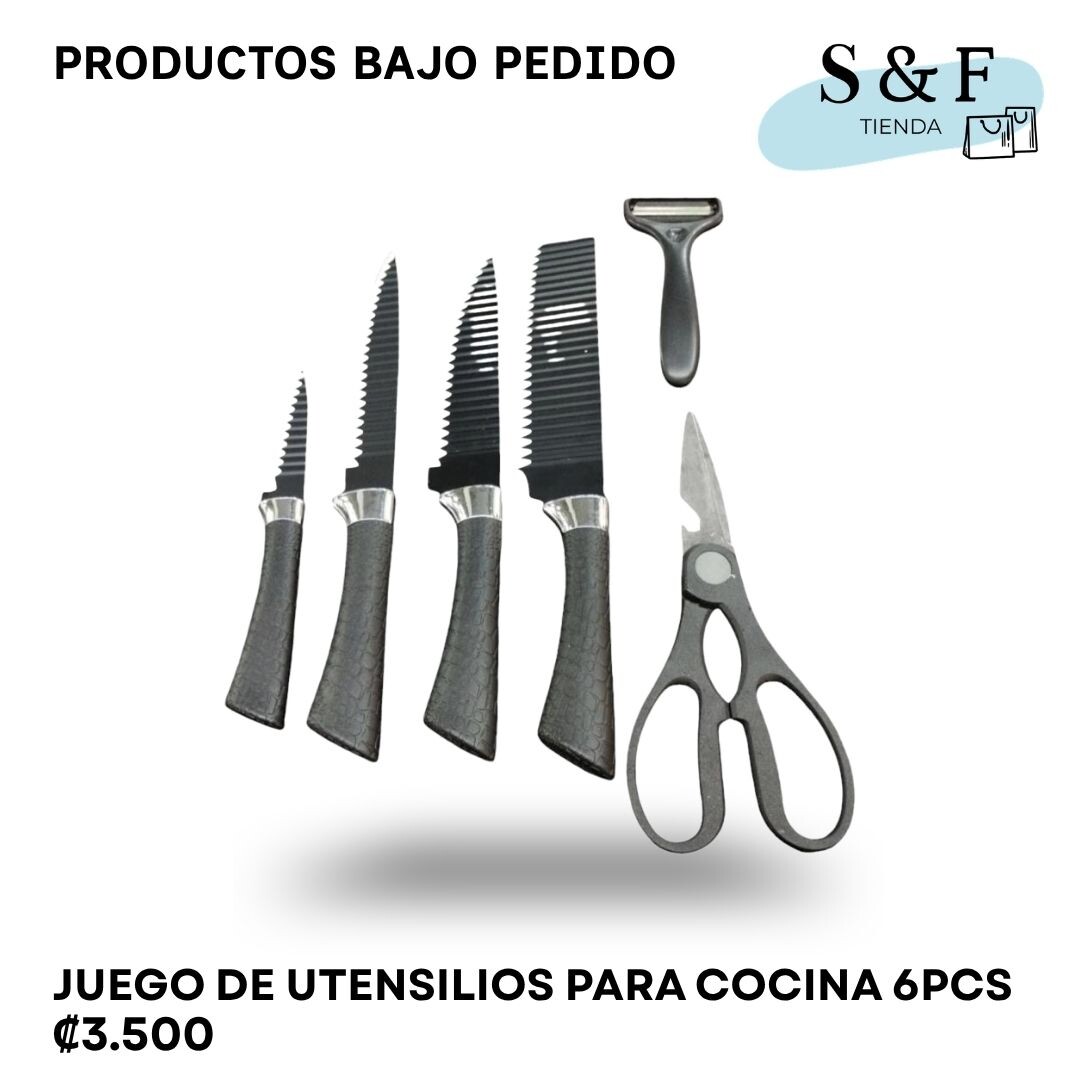 PRODUCTOS BAJO PEDIDO
S & F
TIENDA
JUEGO DE UTENSILIOS PARA COCINA 6PCS
₡3.500